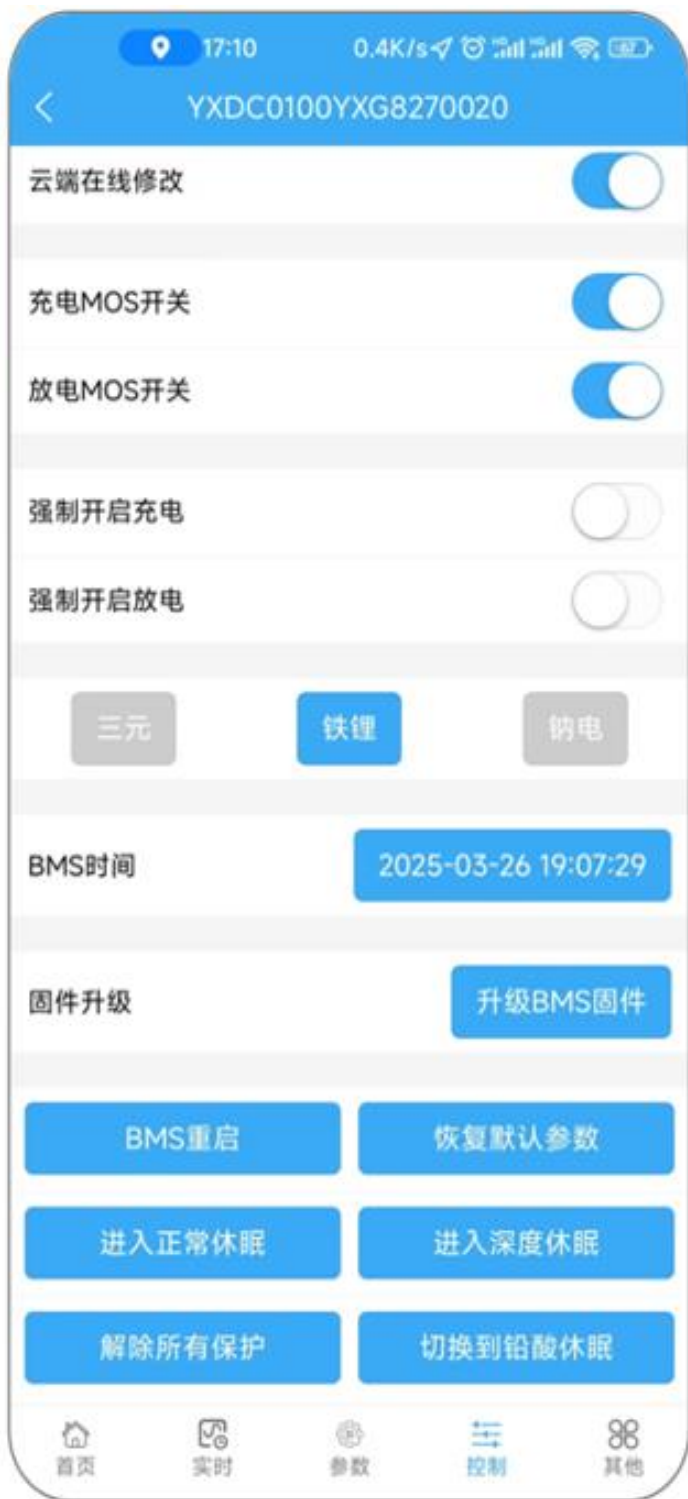 17:10 0.4K/s HD HD 67
YXDC0100YXG8270020
云端在线修改
充电MOS开关
放电MOS开关
强制开启充电
强制开启放电
三元 铁锂 钠电
BMS时间 2025-03-26 19:07:29
固件升级 升级BMS固件
BMS重启 恢复默认参数
进入正常休眠 进入深度休眠
解除所有保护 切换到铅酸休眠
首页 实时 参数 控制 其他